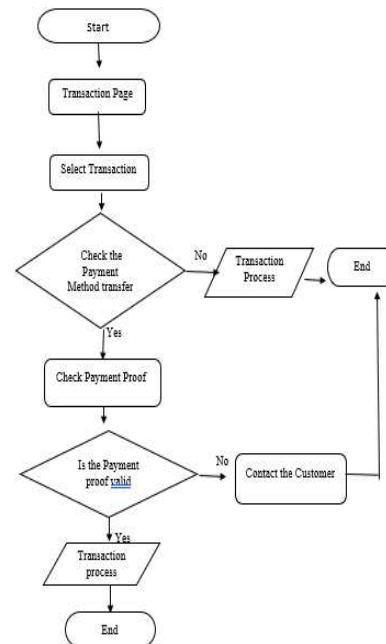 Start
Transaction Page
Select Transaction
Check the
Payment
Method transfer
No
Transaction
Process
End
Yes
Check Payment Proof
Is the Payment
proof valid
No
Contact the Customer
Yes
Transaction
process
End